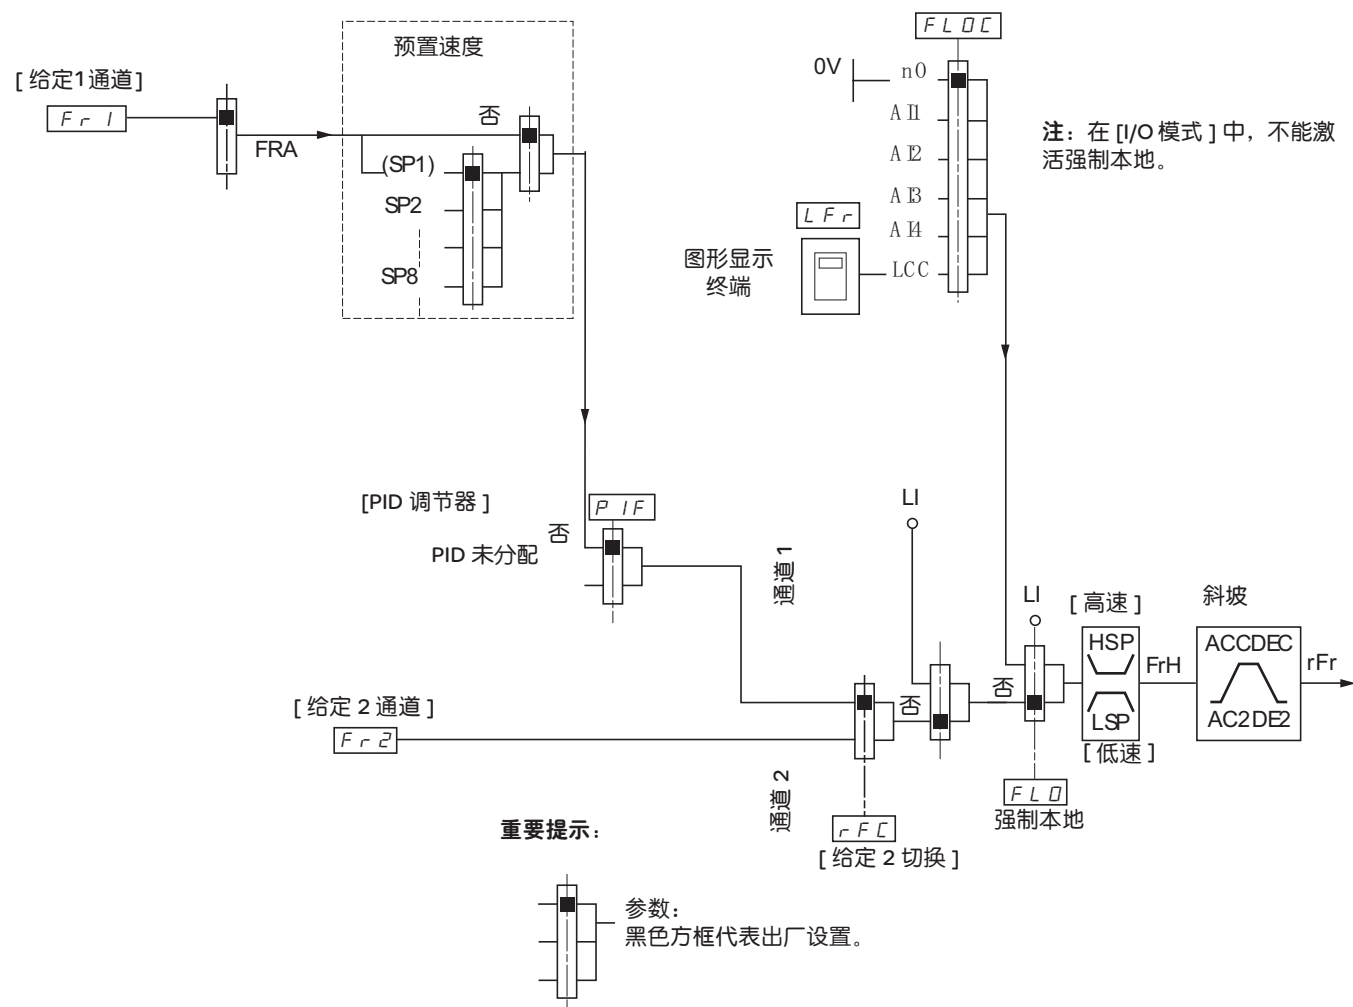 FLOC
预置速度
[ 给定1通道]
Fr1
FRA
否
(SP1)
SP2
SP8
0V
n0
AI1
AI2
AI3
AI4
LCC
LFr
图形显示
终端
注：在 [I/O 模式 ] 中，不能激
活强制本地。
[PID 调节器 ]
PIF
否
PID 未分配
通道 1
LI
LI
[ 高速 ]
斜坡
HSP
LSP
FrH
ACCDEC
AC2DE2
rFr
[ 低速 ]
否
否
[ 给定 2 通道 ]
Fr2
通道 2
FLO
强制本地
rFC
[ 给定 2 切换 ]
重要提示：
参数：
黑色方框代表出厂设置。